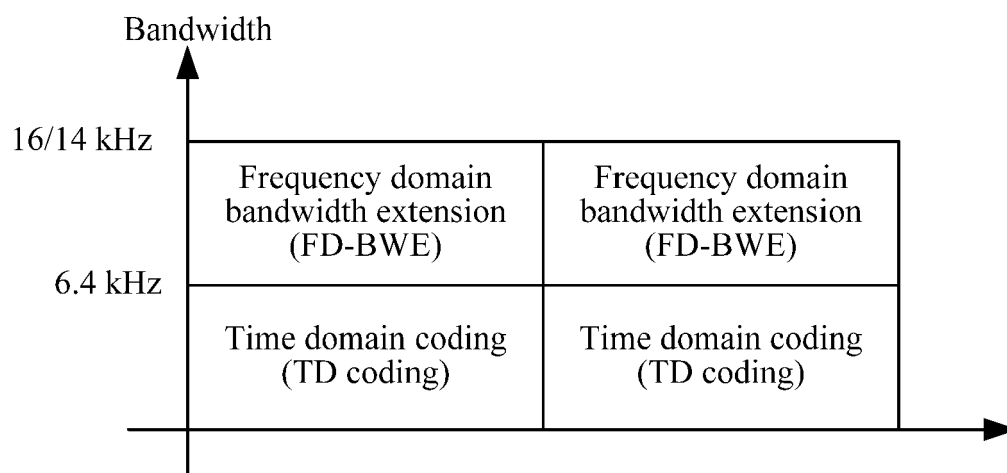 Bandwidth
16/14 kHz
Frequency domain
bandwidth extension
(FD-BWE)
Frequency domain
bandwidth extension
(FD-BWE)
6.4 kHz
Time domain coding
(TD coding)
Time domain coding
(TD coding)